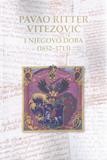 PAVAO RITTER
VITEZOVIĆ
I NJEGOVO DOBA
(1652-1713)